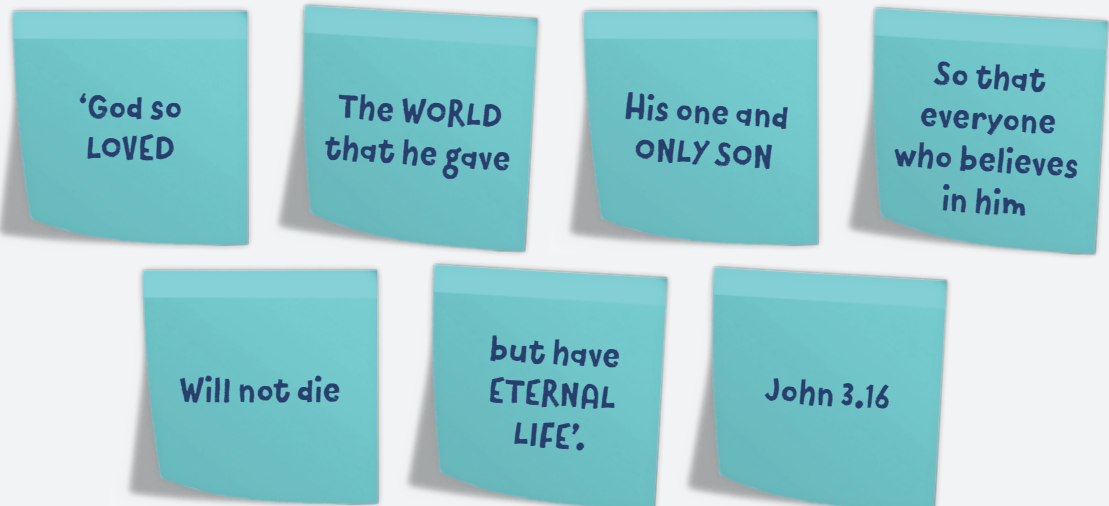 ‘God so
LOVED
The WORLD
that he gave
His one and
ONLY SON
So that
everyone
who believes
in him
Will not die
but have
ETERNAL
LIFE’.
John 3.16